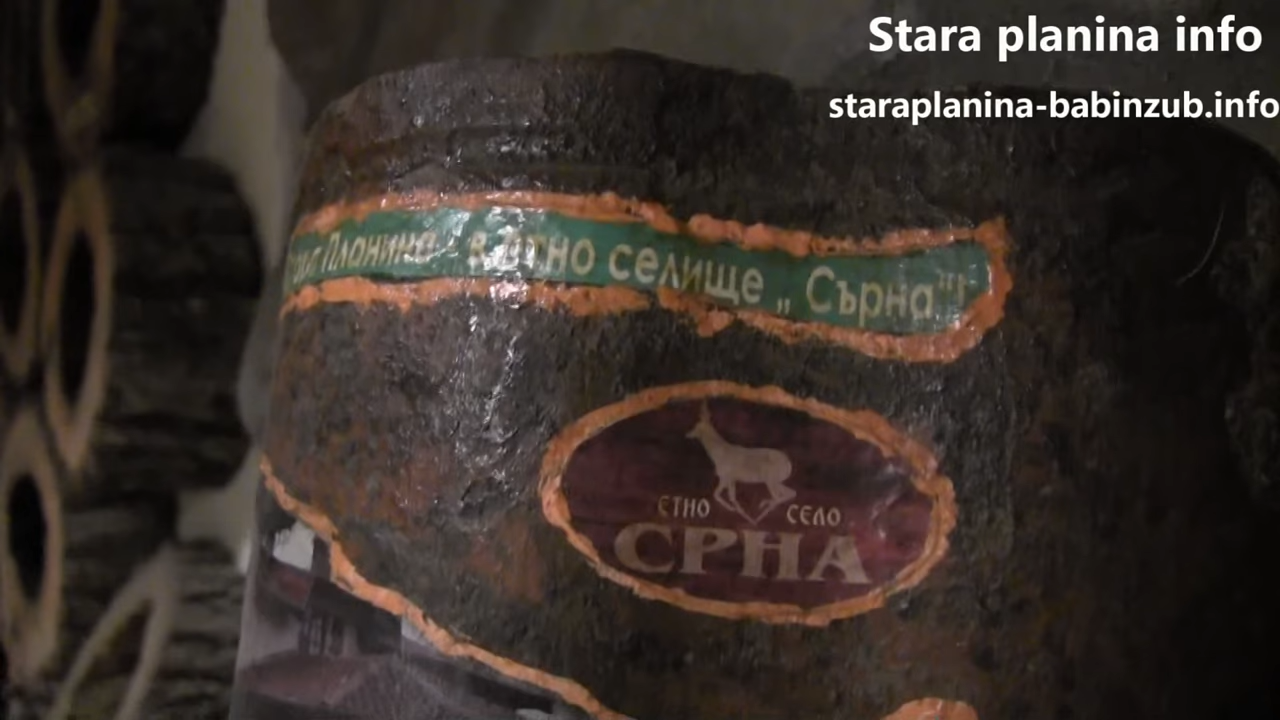 Stara planina info
staraplanina-babinzub.info
Планина в Етно селище „Сърна"
ЕТНО СЕЛО
СРНА